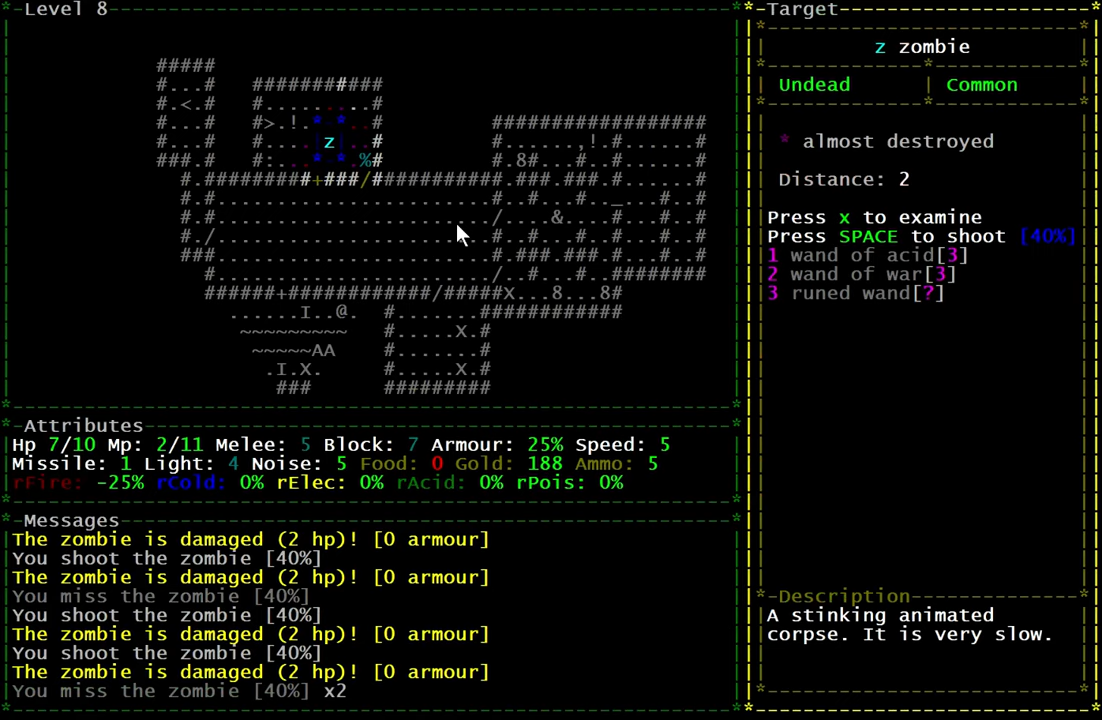 Level 8
Target
z zombie
Undead | Common
* almost destroyed
Distance: 2
Press x to examine
Press SPACE to shoot [40%]
1 wand of acid[3]
2 wand of war[3]
3 runed wand[?]
#####
#...# ###########
#.<.# #.........#
#...# #>.!.* *..# ##################
#...# #.... z ..# #......,!.#......#
###.# #:... * *.%# #.8#....#.###......#
Attributes
Hp 7/10 Mp: 2/11 Melee: 5 Block: 7 Armour: 25% Speed: 5
Missile: 1 Light: 4 Noise: 5 Food: 0 Gold: 188 Ammo: 5
rFire: -25% rCold: 0% rElec: 0% rAcid: 0% rPois: 0%
Messages
The zombie is damaged (2 hp)! [0 armour]
You shoot the zombie [40%]
The zombie is damaged (2 hp)! [0 armour]
You miss the zombie [40%]
You shoot the zombie [40%]
The zombie is damaged (2 hp)! [0 armour]
You shoot the zombie [40%]
The zombie is damaged (2 hp)! [0 armour]
You miss the zombie [40%] x2
Description
A stinking animated
corpse. It is very slow.